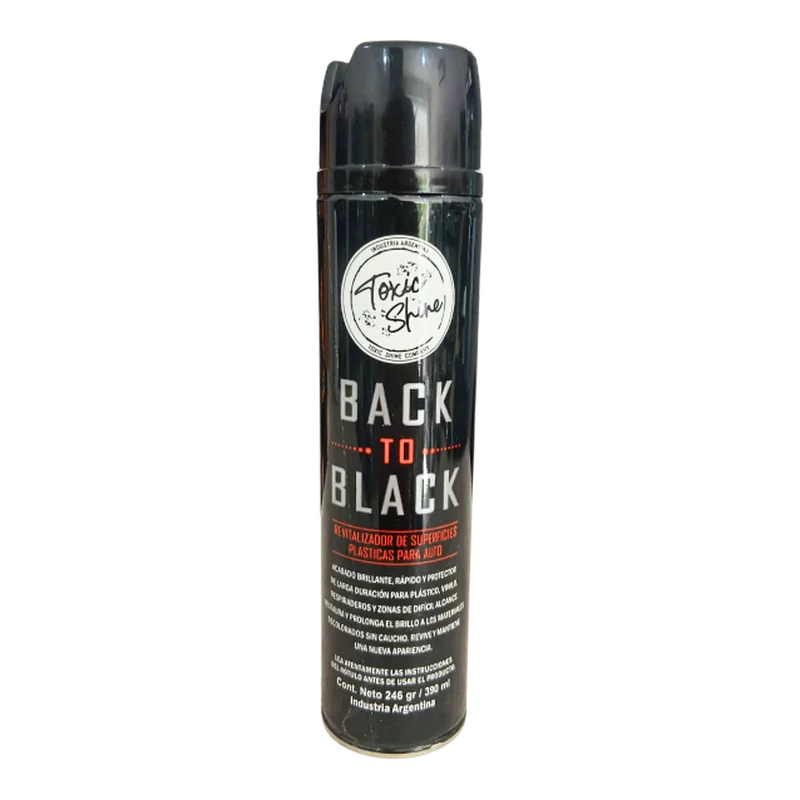 INDUSTRIA ARGENTINA
Toxic
Shine
TOXIC SHINE COMPANY
BACK
TO
BLACK
REVITALIZADOR DE SUPERFICIES
PLASTICAS PARA AUTO
ACABADO BRILLANTE, RÁPIDO Y PROTECTOR
DE LARGA DURACIÓN PARA PLÁSTICO, VINILO,
RESPIRADEROS Y ZONAS DE DIFÍCIL ALCANCE.
Y PROLONGA EL BRILLO A LOS MATERIALES
DECOLORADOS SIN CAUCHO. REVIVE Y MANTIENE
UNA NUEVA APARIENCIA.
LEA ATENTAMENTE LAS INSTRUCCIONES
DEL RÓTULO ANTES DE USAR EL PRODUCTO.
Cont. Neto 246 gr / 390 ml
Industria Argentina